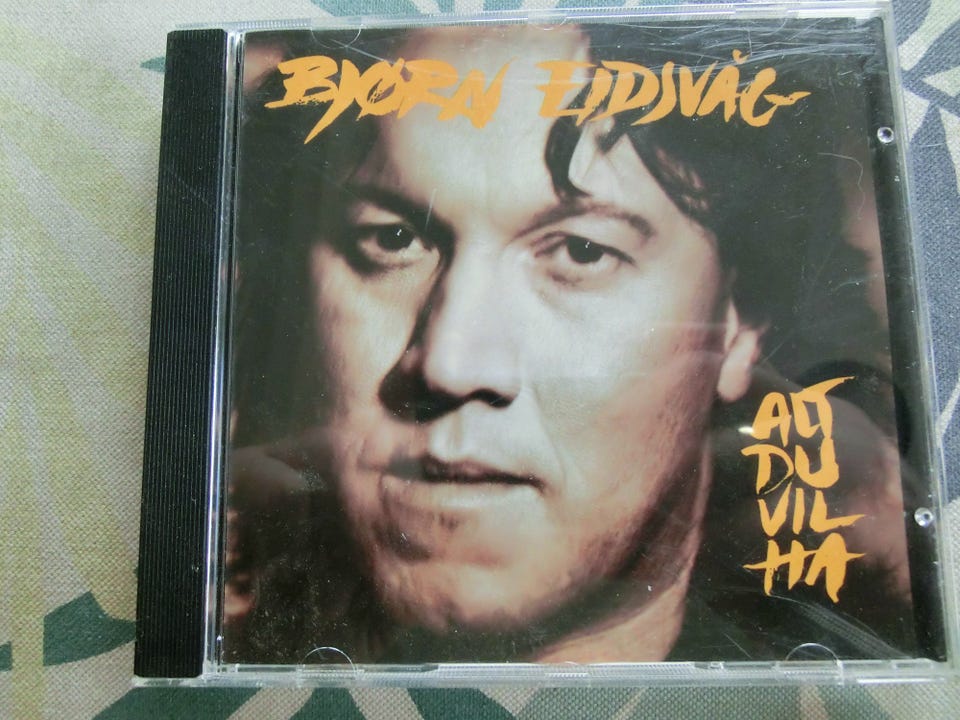 BJØRN EIDSVÅG
ALT
DU
VIL
HA